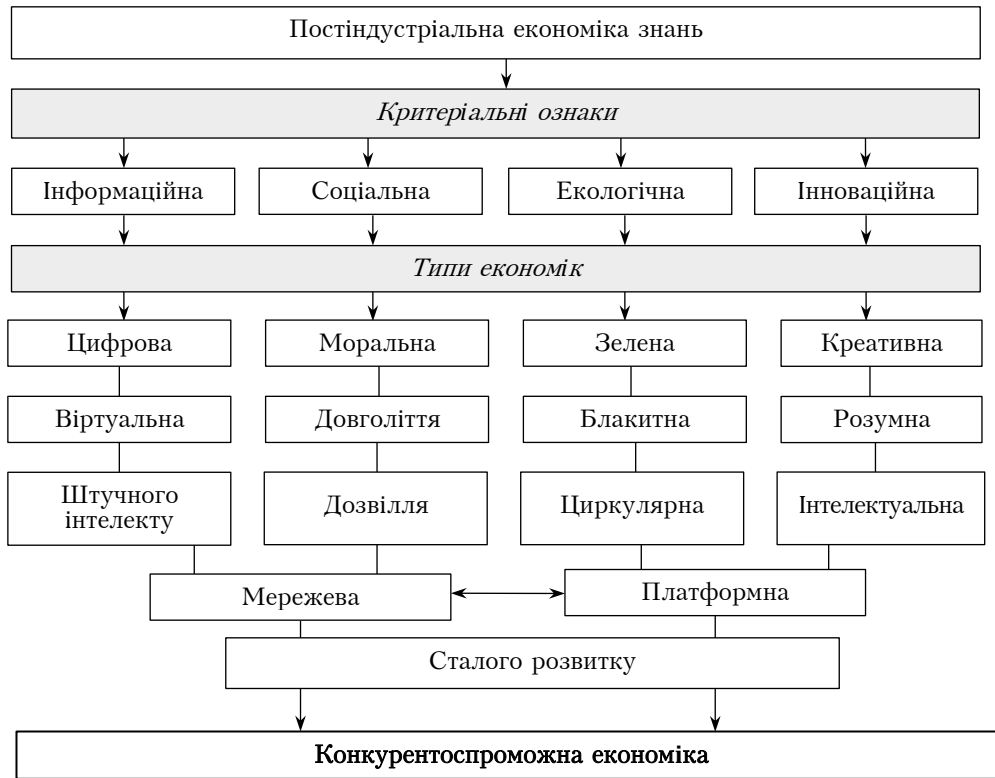 Постіндустріальна економіка знань
Критеріальні ознаки
Інформаційна
Соціальна
Екологічна
Інноваційна
Типи економік
Цифрова
Моральна
Зелена
Креативна
Віртуальна
Довголіття
Блакитна
Розумна
Штучного
інтелекту
Дозвілля
Циркулярна
Інтелектуальна
Мережева
Платформна
Сталого розвитку
Конкурентоспроможна економіка